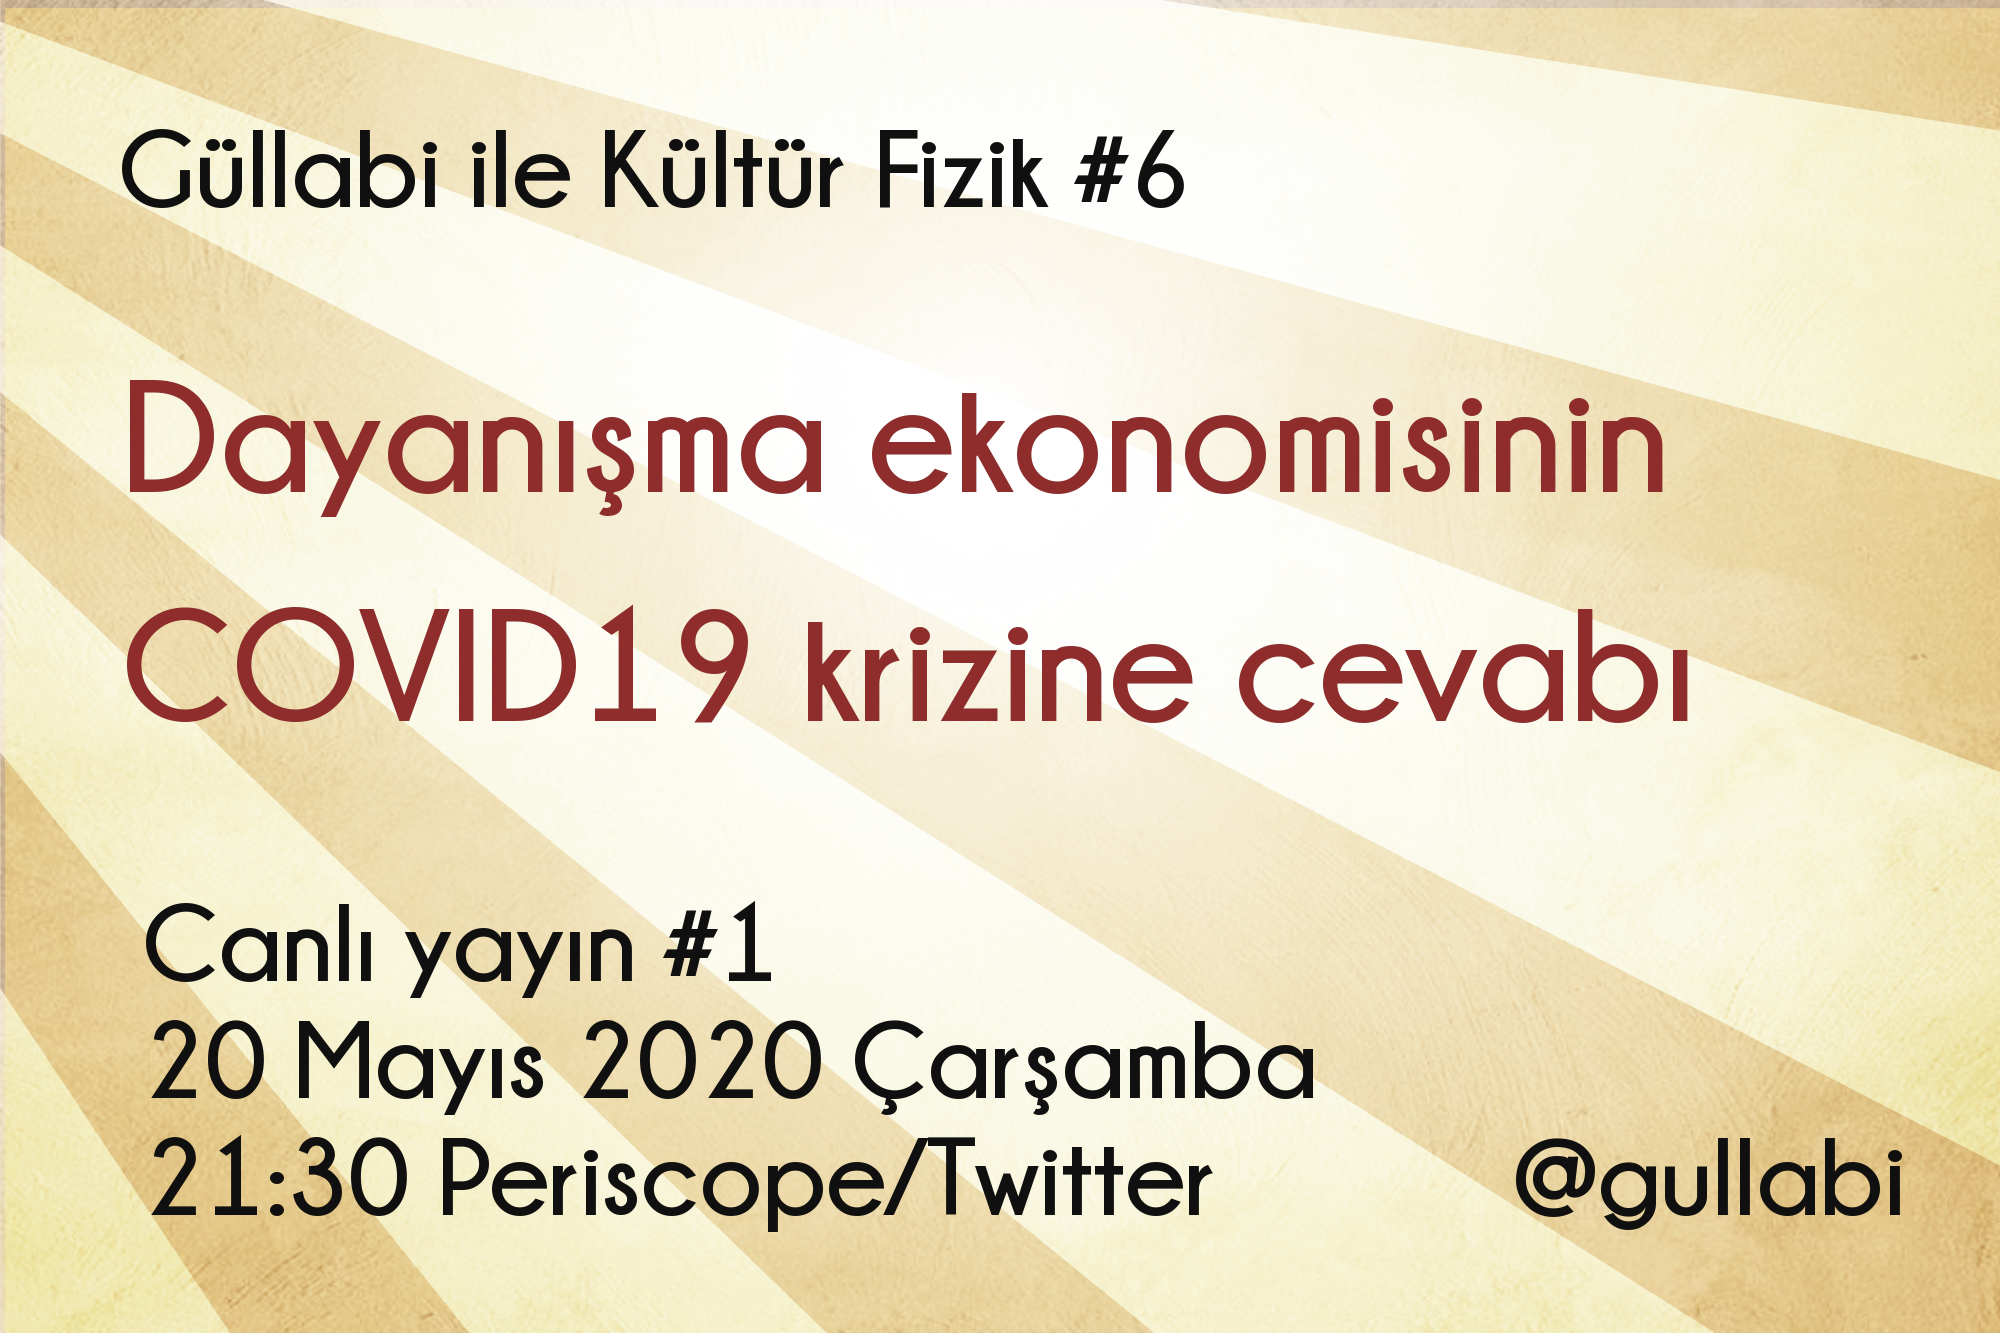 Güllabi ile Kültür Fizik #6
Dayanışma ekonomisinin
COVID19 krizine cevabı
Canlı yayın #1
20 Mayıs 2020 Çarşamba
21:30 Periscope/Twitter
@gullabi